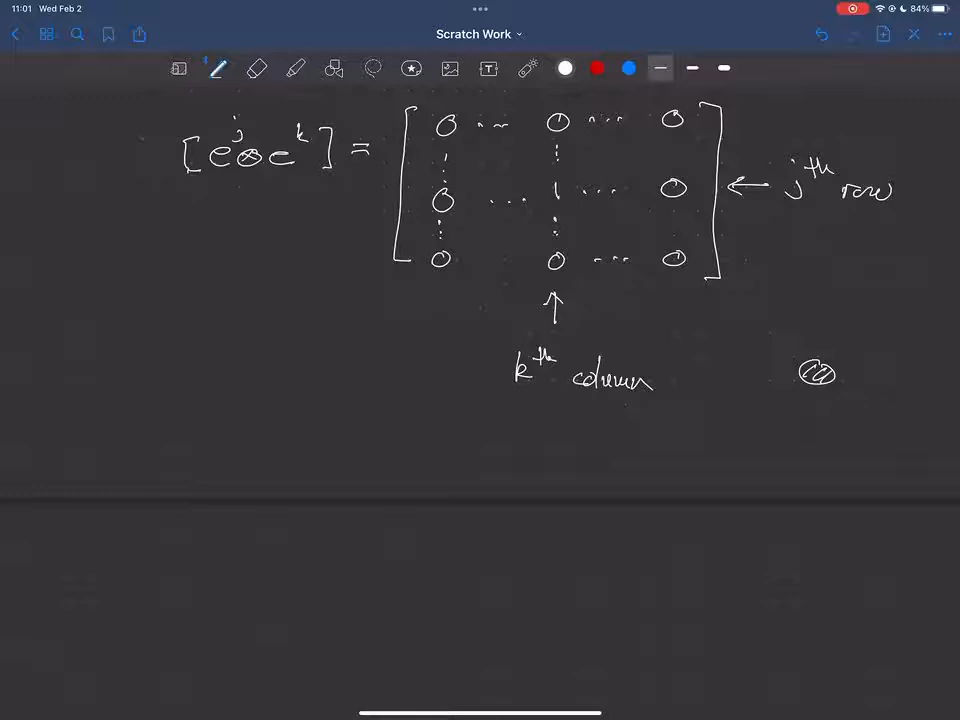 11:01 Wed Feb 2
84%
Scratch Work
[e^j ⊗ e^k] = [ 0 ... 0 ... 0
⋮ ⋮
0 ... 1 ... 0 ] ← j^th row
⋮ ⋮
0 0 ... 0
↑
k^th column